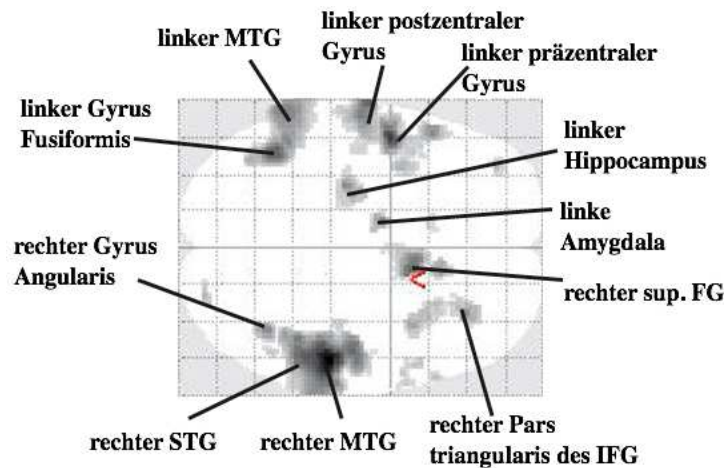 linker MTG
linker postzentraler
Gyrus
linker präzentraler
Gyrus
linker Gyrus
Fusiformis
linker
Hippocampus
linke
Amygdala
rechter Gyrus
Angularis
rechter sup. FG
rechter STG
rechter MTG
rechter Pars
triangularis des IFG